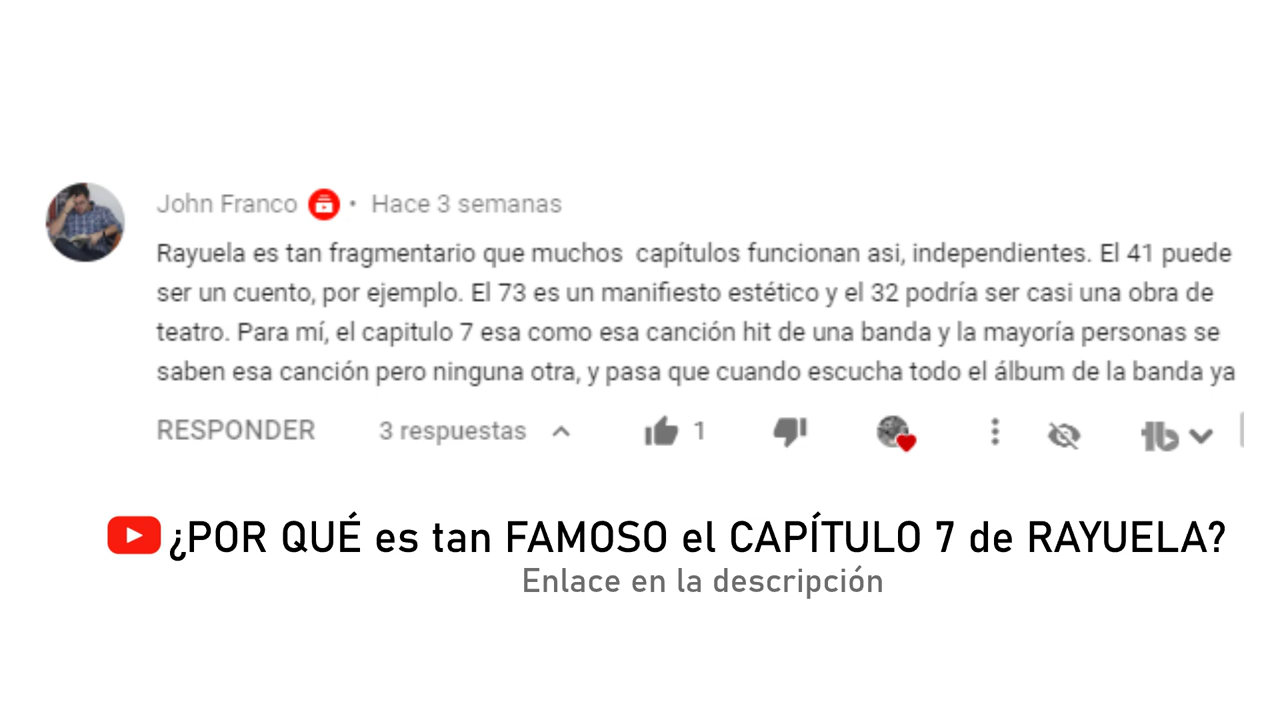 John Franco • Hace 3 semanas
Rayuela es tan fragmentario que muchos  capítulos funcionan asi, independientes. El 41 puede
ser un cuento, por ejemplo. El 73 es un manifiesto estético y el 32 podría ser casi una obra de
teatro. Para mí, el capitulo 7 esa como esa canción hit de una banda y la mayoría personas se
saben esa canción pero ninguna otra, y pasa que cuando escucha todo el álbum de la banda ya
RESPONDER 3 respuestas 1 tb
¿POR QUÉ es tan FAMOSO el CAPÍTULO 7 de RAYUELA?
Enlace en la descripción